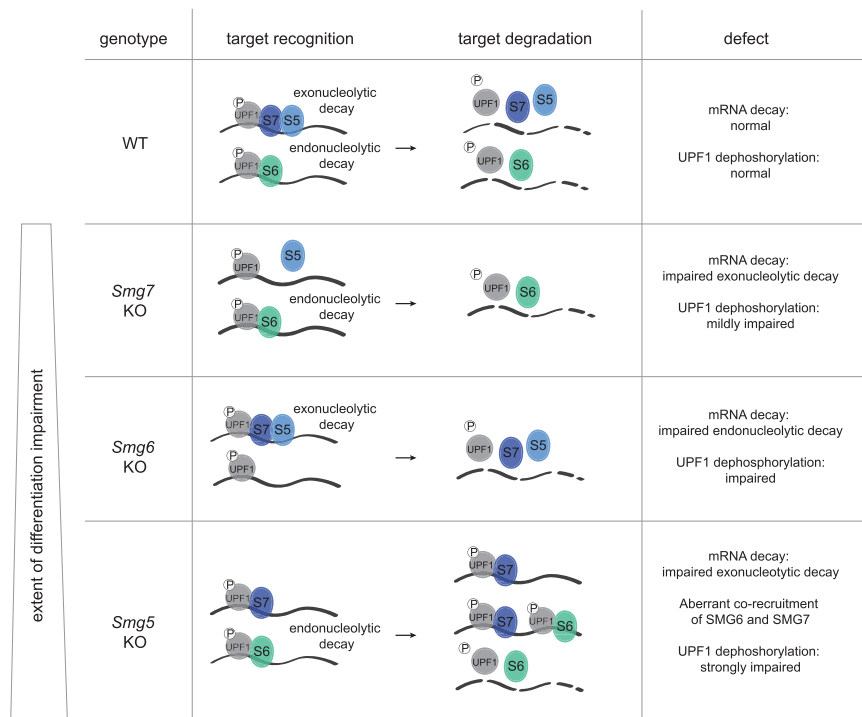 genotype
target recognition
target degradation
defect
WT
P
UPF1
S7
S5
exonucleolytic
decay
P
UPF1
S6
endonucleolytic
decay
P
UPF1
S7
S5
P
UPF1
S6
mRNA decay:
normal
UPF1 dephoshorylation:
normal
extent of differentiation impairment
Smg7
KO
P
UPF1
S5
P
UPF1
S6
endonucleolytic
decay
P
UPF1
S6
mRNA decay:
impaired exonucleolytic decay
UPF1 dephoshorylation:
mildly impaired
Smg6
KO
P
UPF1
S7
S5
exonucleolytic
decay
P
UPF1
P
UPF1
S7
S5
mRNA decay:
impaired endonucleolytic decay
UPF1 dephosphorylation:
impaired
Smg5
KO
P
UPF1
S7
P
UPF1
S6
endonucleolytic
decay
P
UPF1
S7
P
UPF1
S7
P
UPF1
S6
P
UPF1
S6
mRNA decay:
impaired exonucleotytic decay
Aberrant co-recruitment
of SMG6 and SMG7
UPF1 dephoshorylation:
strongly impaired